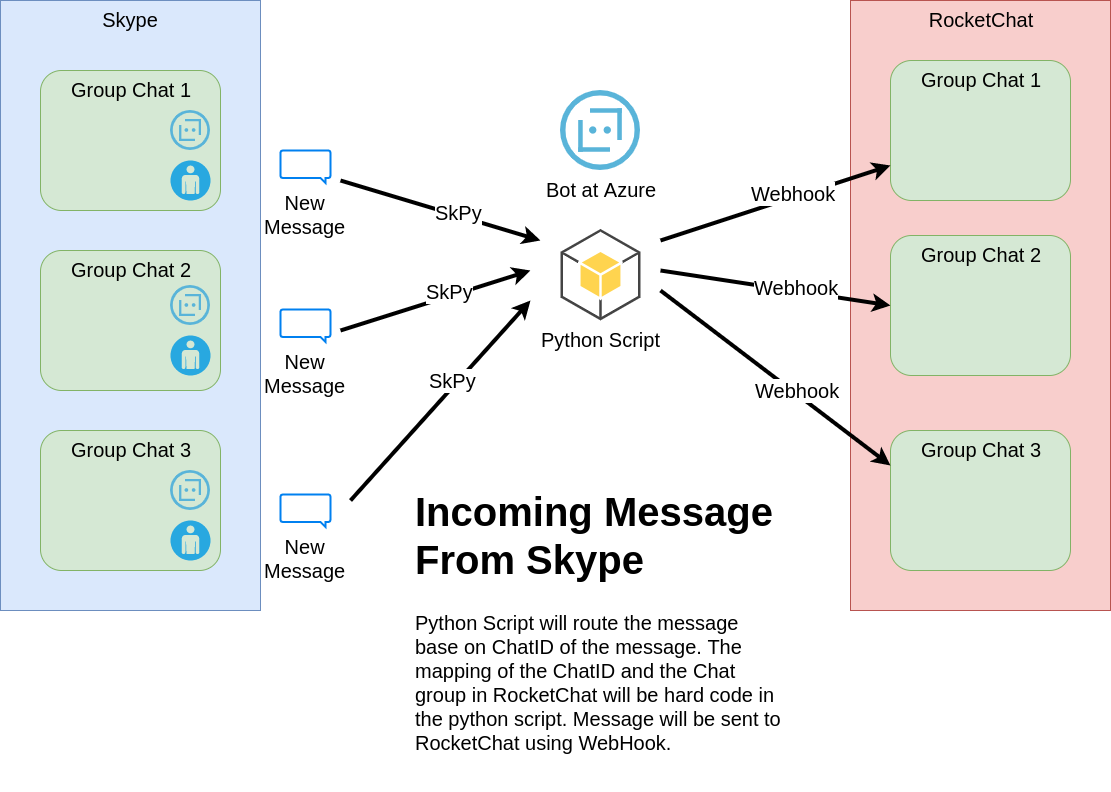 Skype
Group Chat 1
Group Chat 2
Group Chat 3
New
Message
New
Message
New
Message
SkPy
SkPy
SkPy
Bot at Azure
Python Script
Webhook
Webhook
Webhook
RocketChat
Group Chat 1
Group Chat 2
Group Chat 3
Incoming Message
From Skype
Python Script will route the message
base on ChatID of the message. The
mapping of the ChatID and the Chat
group in RocketChat will be hard code in
the python script. Message will be sent to
RocketChat using WebHook.